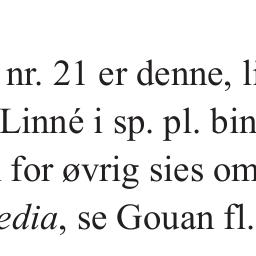 nr. 21 er denne, li
Linné i sp. pl. bin
for øvrig sies om
edia, se Gouan fl.